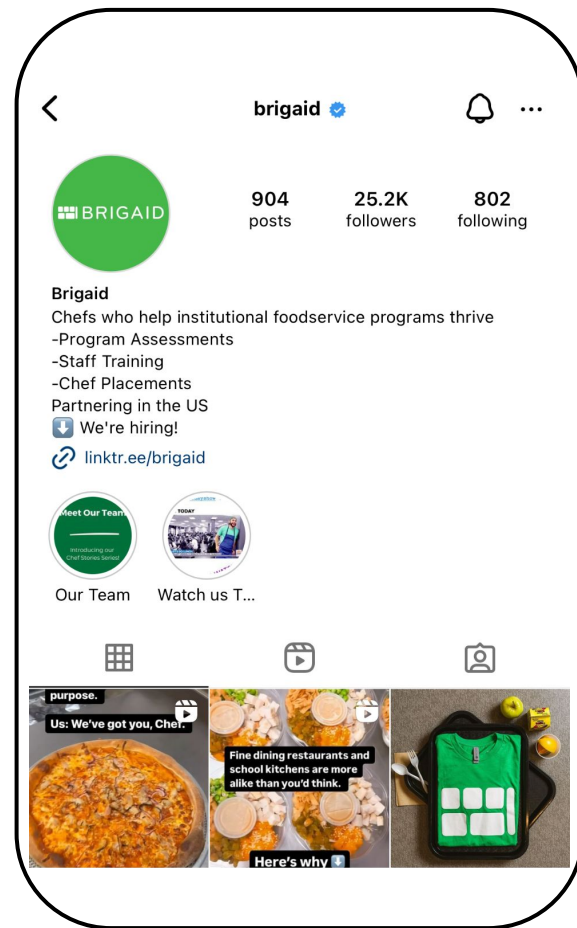 brigaid
904
posts
25.2K
followers
802
following
BRIGAID
Brigaid
Chefs who help institutional foodservice programs thrive
-Program Assessments
-Staff Training
-Chef Placements
Partnering in the US
⬇️ We're hiring!
linktr.ee/brigaid
Meet Our Team
Introducing our
Chef Stories Series!
TODAY
Our Team
Watch us T...
purpose.
Us: We've got you, Chef.
Fine dining restaurants and
school kitchens are more
alike than you'd think.
Here's why ⬇️